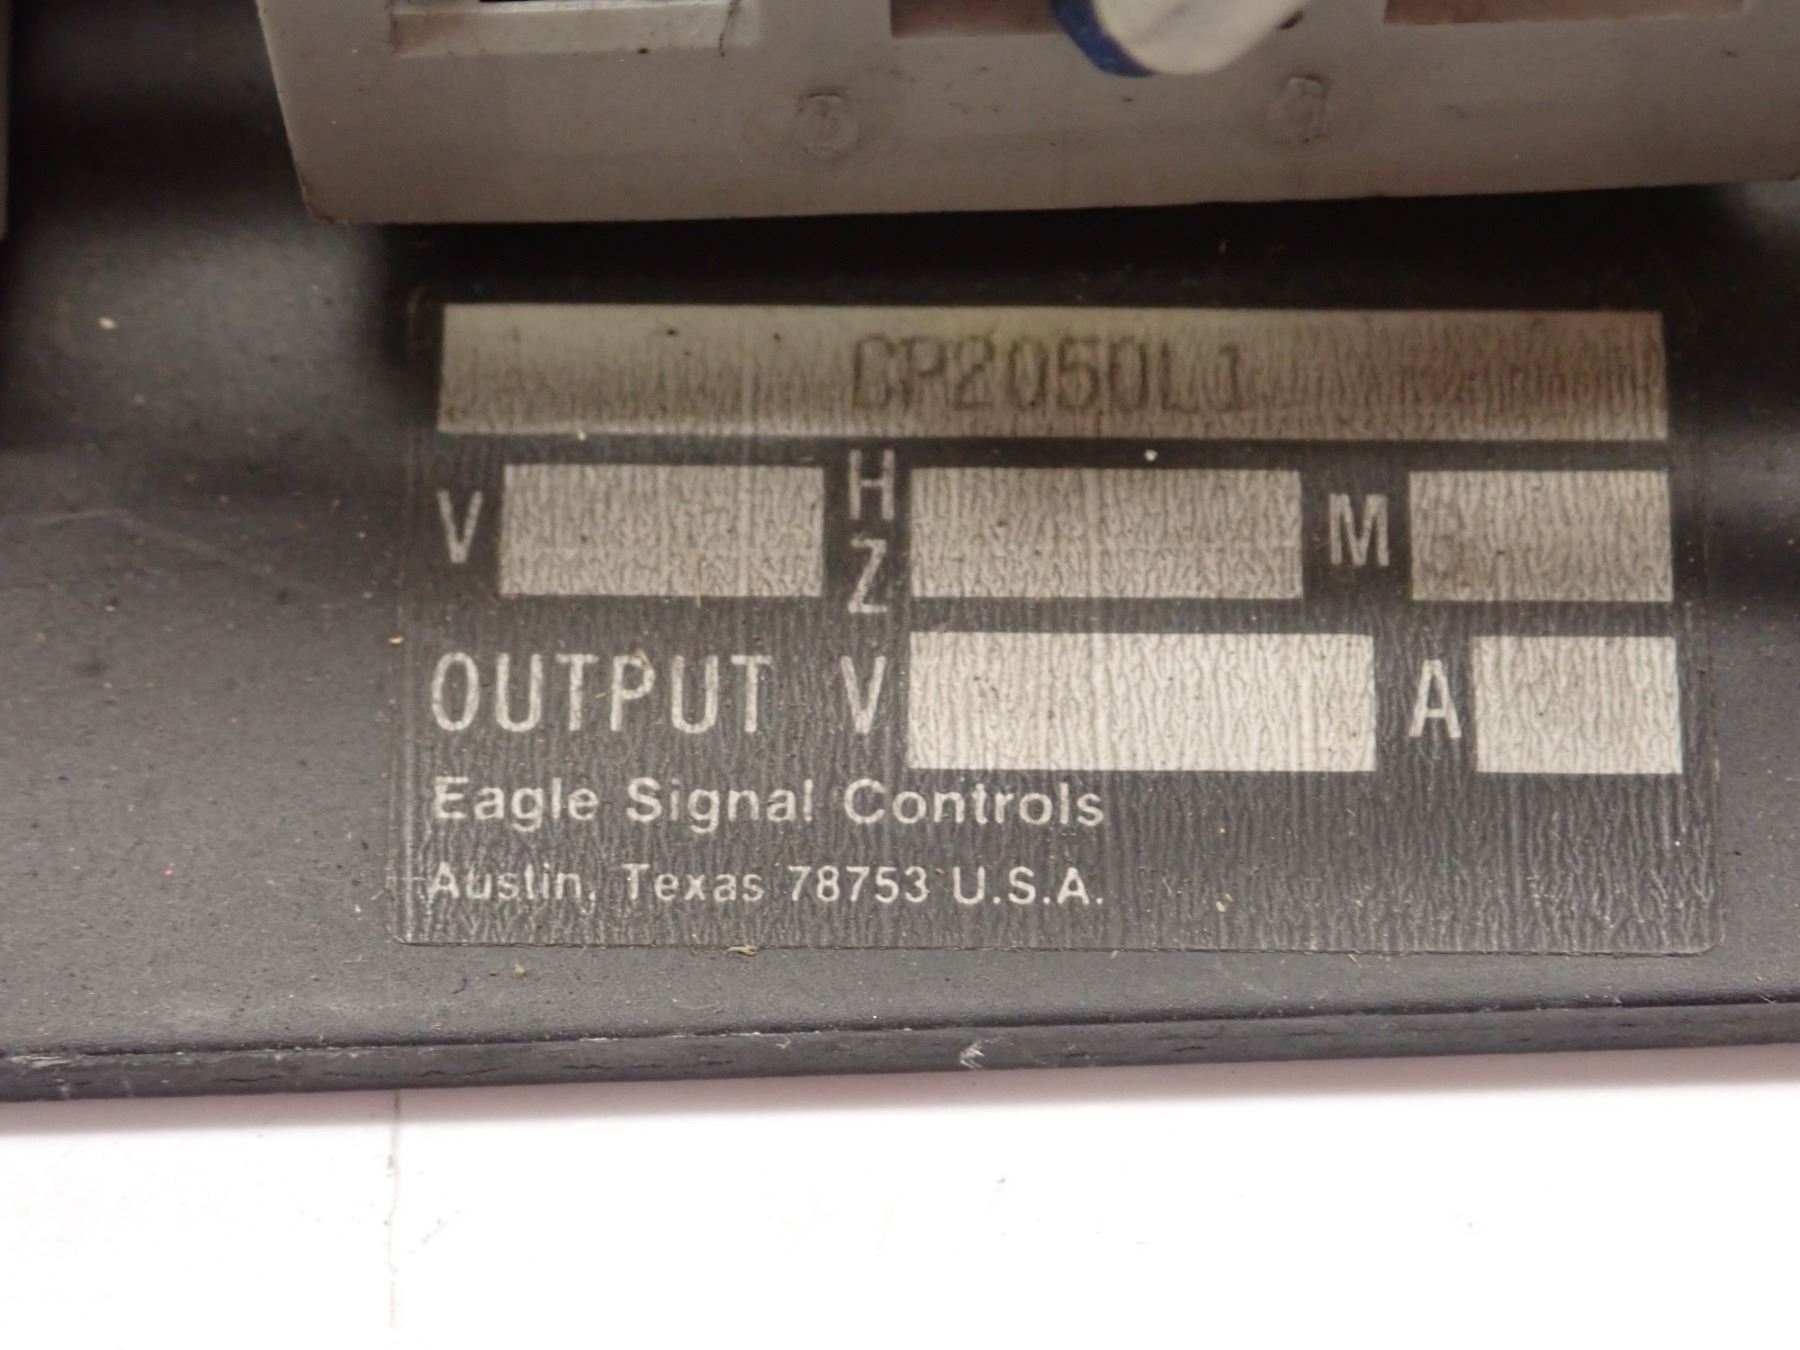 CP2050L1
V HZ M
OUTPUT V A
Eagle Signal Controls
Austin, Texas 78753 U.S.A.